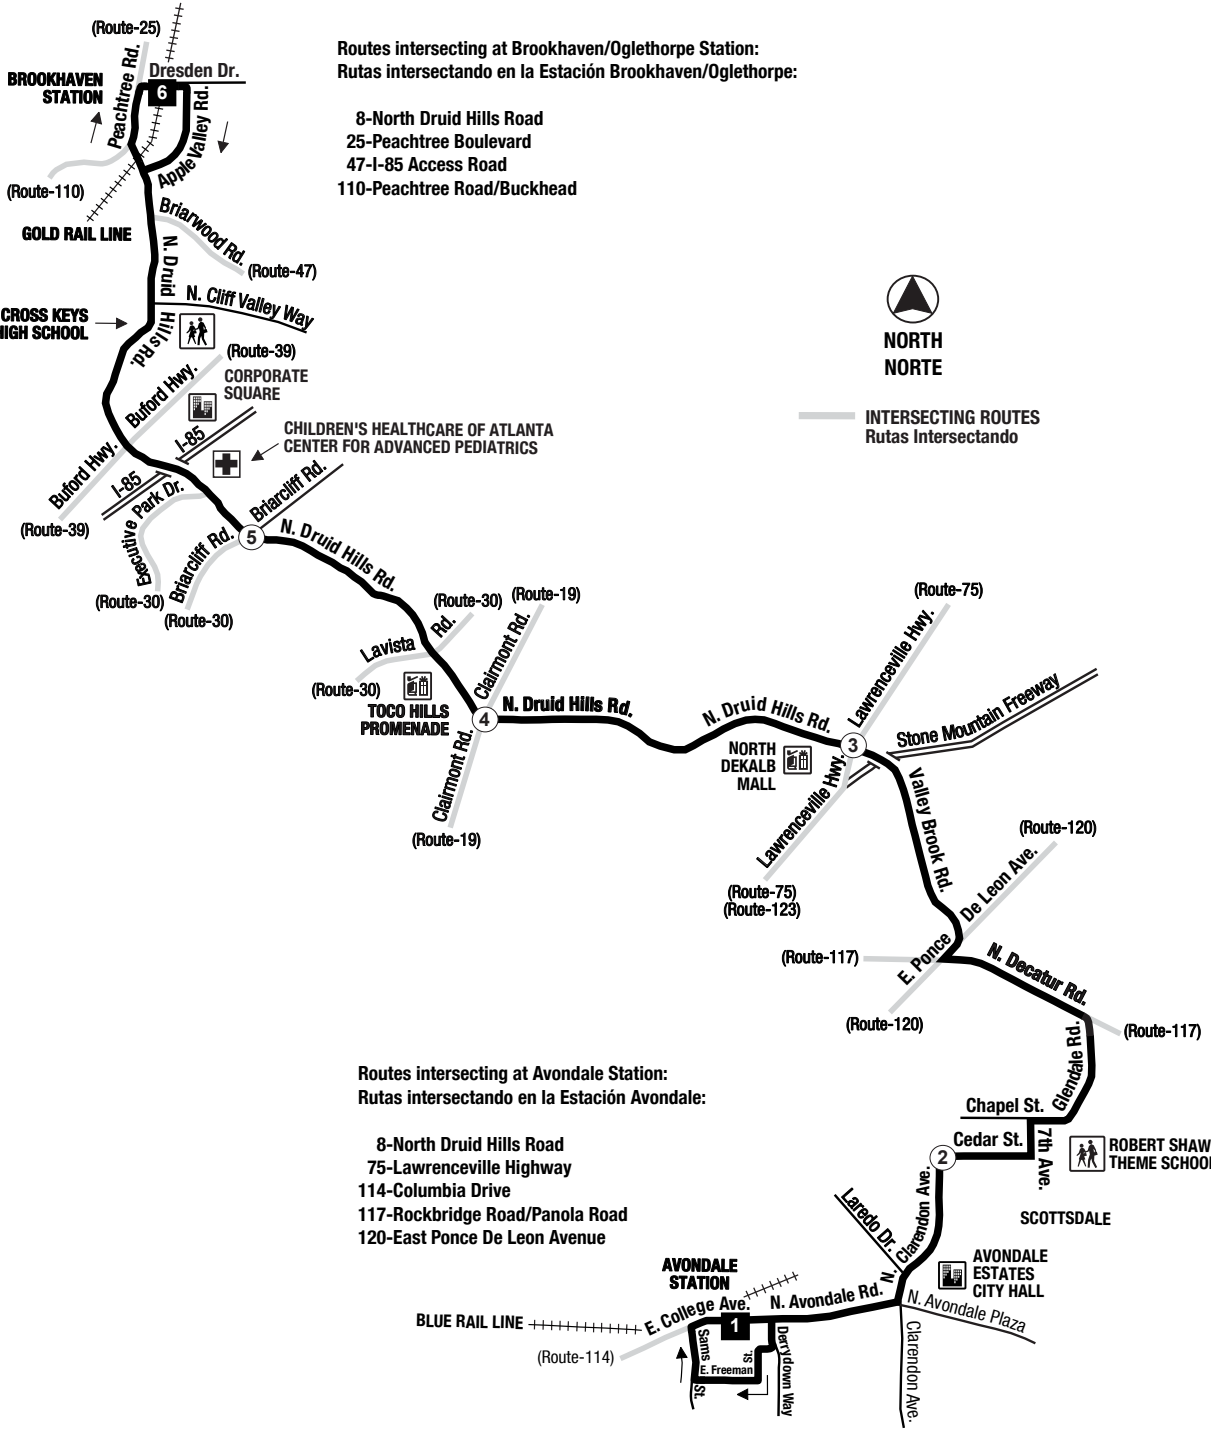 (Route-25)
Dresden Dr.
BROOKHAVEN
STATION
6
Peachtree Rd.
Apple Valley Rd.
(Route-110)
GOLD RAIL LINE
Routes intersecting at Brookhaven/Oglethorpe Station:
Rutas intersectando en la Estación Brookhaven/Oglethorpe:
8-North Druid Hills Road
25-Peachtree Boulevard
47-I-85 Access Road
110-Peachtree Road/Buckhead
Briarwood Rd.
(Route-47)
N. Druid
Hills Rd.
N. Cliff Valley Way
CROSS KEYS
HIGH SCHOOL
NORTH
NORTE
INTERSECTING ROUTES
Rutas Intersectando
(Route-39)
Buford Hwy.
CORPORATE
SQUARE
I-85
CHILDREN'S HEALTHCARE OF ATLANTA
CENTER FOR ADVANCED PEDIATRICS
Buford Hwy.
I-85
(Route-39)
Executive Park Dr.
Briarcliff Rd.
Briarcliff Rd.
5
N. Druid Hills Rd.
(Route-30)
(Route-30)
(Route-30)
(Route-19)
Lavista Rd.
Clairmont Rd.
(Route-30)
TOCO HILLS
PROMENADE
4
N. Druid Hills Rd.
Clairmont Rd.
(Route-19)
(Route-75)
Lawrenceville Hwy.
N. Druid Hills Rd.
3
Stone Mountain Freeway
NORTH
DEKALB
MALL
Lawrenceville Hwy.
Valley Brook Rd.
(Route-75)
(Route-123)
(Route-120)
E. Ponce De Leon Ave.
(Route-117)
N. Decatur Rd.
(Route-120)
(Route-117)
Glendale Rd.
Chapel St.
Cedar St.
7th Ave.
2
ROBERT SHAW
THEME SCHOOL
SCOTTSDALE
Routes intersecting at Avondale Station:
Rutas intersectando en la Estación Avondale:
8-North Druid Hills Road
75-Lawrenceville Highway
114-Columbia Drive
117-Rockbridge Road/Panola Road
120-East Ponce De Leon Avenue
Laredo Dr.
N. Clarendon Ave.
AVONDALE
ESTATES
CITY HALL
AVONDALE
STATION
BLUE RAIL LINE
E. College Ave.
N. Avondale Rd.
N. Avondale Plaza
1
(Route-114)
Sams St.
E. Freeman St.
Derrydown Way
Clarendon Ave.